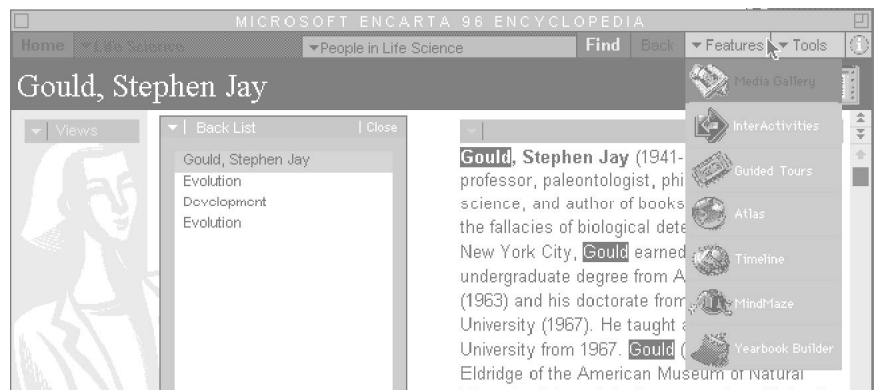 MICROSOFT ENCARTA 96 ENCYCLOPEDIA
Home Life Science People in Life Science Find Back Features Tools
Gould, Stephen Jay
Views
Back List Close
Gould, Stephen Jay
Evolution
Development
Evolution
Gould, Stephen Jay (1941-
professor, paleontologist, phi
science, and author of books
the fallacies of biological dete
New York City, Gould earned
undergraduate degree from A
(1963) and his doctorate from
University (1967). He taught a
University from 1967. Gould (
Eldridge of the American Museum of Natural
Media Gallery
InterActivities
Guided Tours
Atlas
Timeline
MindMaze
Yearbook Builder